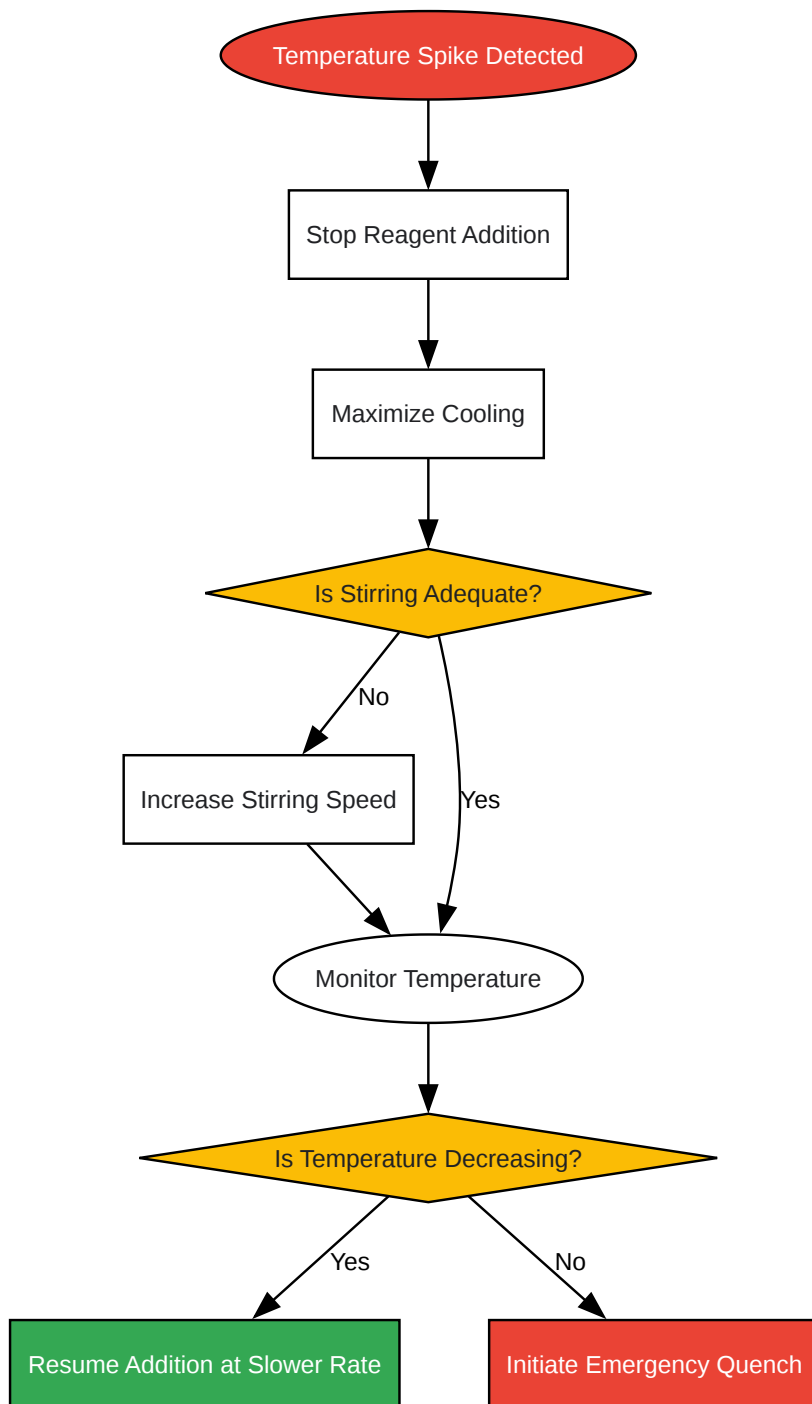 Temperature Spike Detected
Stop Reagent Addition
Maximize Cooling
Is Stirring Adequate?
No
Increase Stirring Speed
Yes
Monitor Temperature
Is Temperature Decreasing?
Yes
No
Resume Addition at Slower Rate
Initiate Emergency Quench